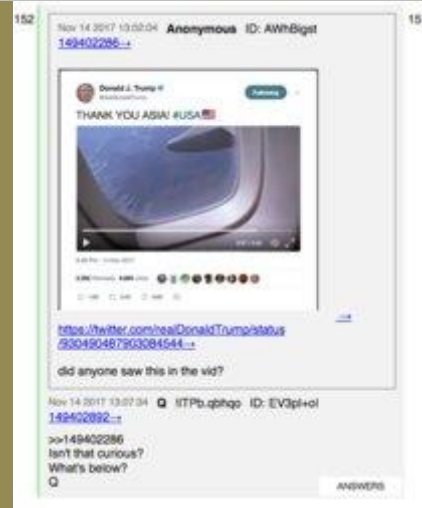 152
Nov 14 2017 13:02:04 Anonymous ID: AWhBigst
149402286→
Donald J. Trump
Following
THANK YOU ASIA! #USA
→
https://twitter.com/realDonaldTrump/status
/930490487903084544→
did anyone saw this in the vid?
Nov 14 2017 13:07:34 Q !ITPb.qbhqo ID: EV3pl+ol
149402892→
>>149402286
Isn't that curious?
What's below?
Q
ANSWERS
15